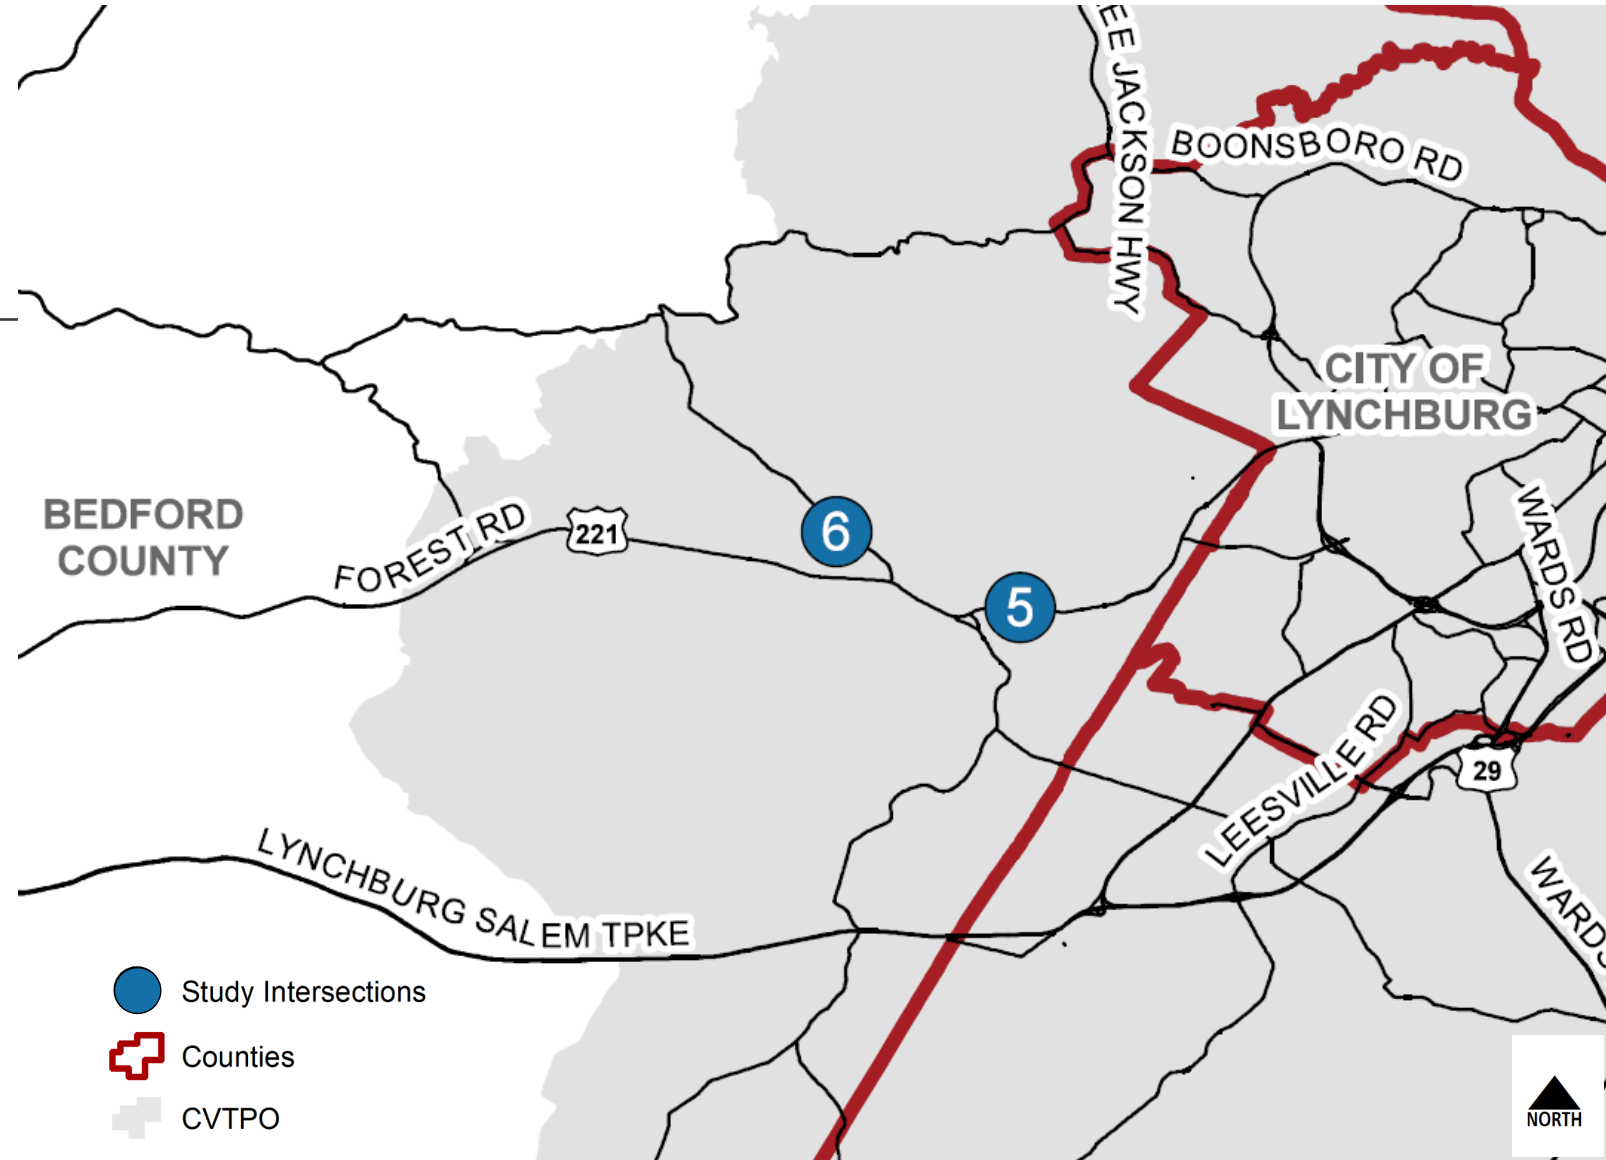 EE JACKSON HWY
BOONSBORO RD
CITY OF
LYNCHBURG
BEDFORD
COUNTY
FOREST RD
221
6
5
WARDS RD
LEESVILLE RD
29
WARDS
LYNCHBURG SALEM TPKE
Study Intersections
Counties
CVTPO
NORTH